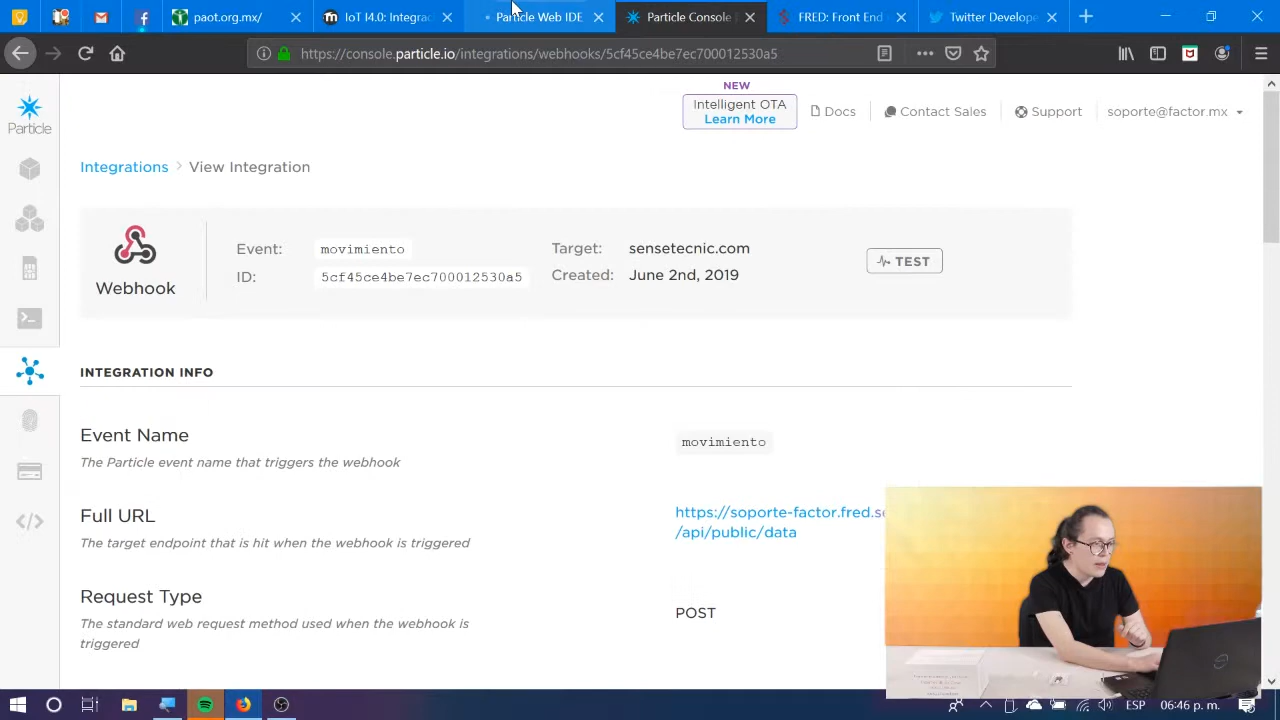 paot.org.mx/
IoT I4.0: Integrac
Particle Web IDE
Particle Console
FRED: Front End
Twitter Develope
https://console.particle.io/integrations/webhooks/5cf45ce4be7ec700012530a5
NEW
Intelligent OTA
Learn More
Docs
Contact Sales
Support
soporte@factor.mx
Particle
Integrations > View Integration
Webhook
Event: movimiento
ID: 5cf45ce4be7ec700012530a5
Target: sensetecnic.com
Created: June 2nd, 2019
TEST
INTEGRATION INFO
Event Name
The Particle event name that triggers the webhook
movimiento
Full URL
The target endpoint that is hit when the webhook is triggered
https://soporte-factor.fred.se
/api/public/data
Request Type
The standard web request method used when the webhook is
triggered
POST
ESP 06:46 p. m.